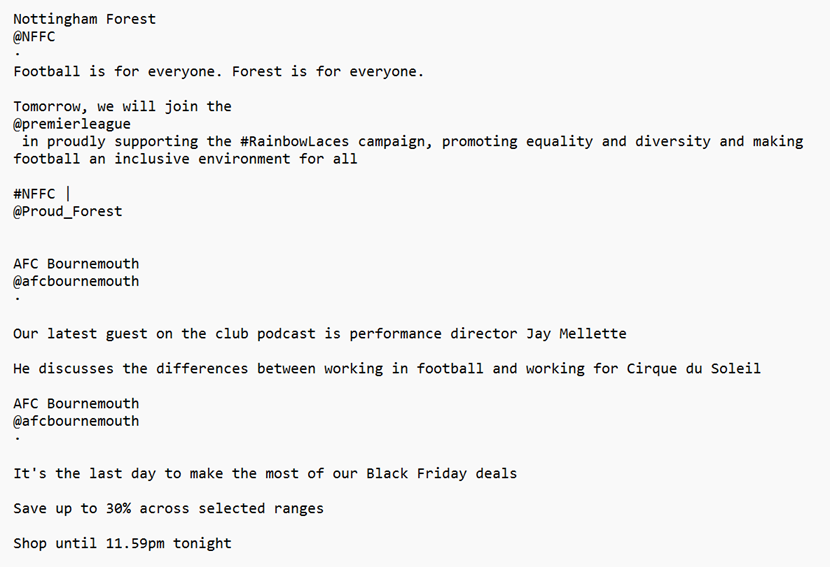 Nottingham Forest
@NFFC
·
Football is for everyone. Forest is for everyone.
Tomorrow, we will join the
@premierleague
in proudly supporting the #RainbowLaces campaign, promoting equality and diversity and making
football an inclusive environment for all
#NFFC |
@Proud_Forest
AFC Bournemouth
@afcbournemouth
·
Our latest guest on the club podcast is performance director Jay Mellette
He discusses the differences between working in football and working for Cirque du Soleil
AFC Bournemouth
@afcbournemouth
·
It's the last day to make the most of our Black Friday deals
Save up to 30% across selected ranges
Shop until 11.59pm tonight